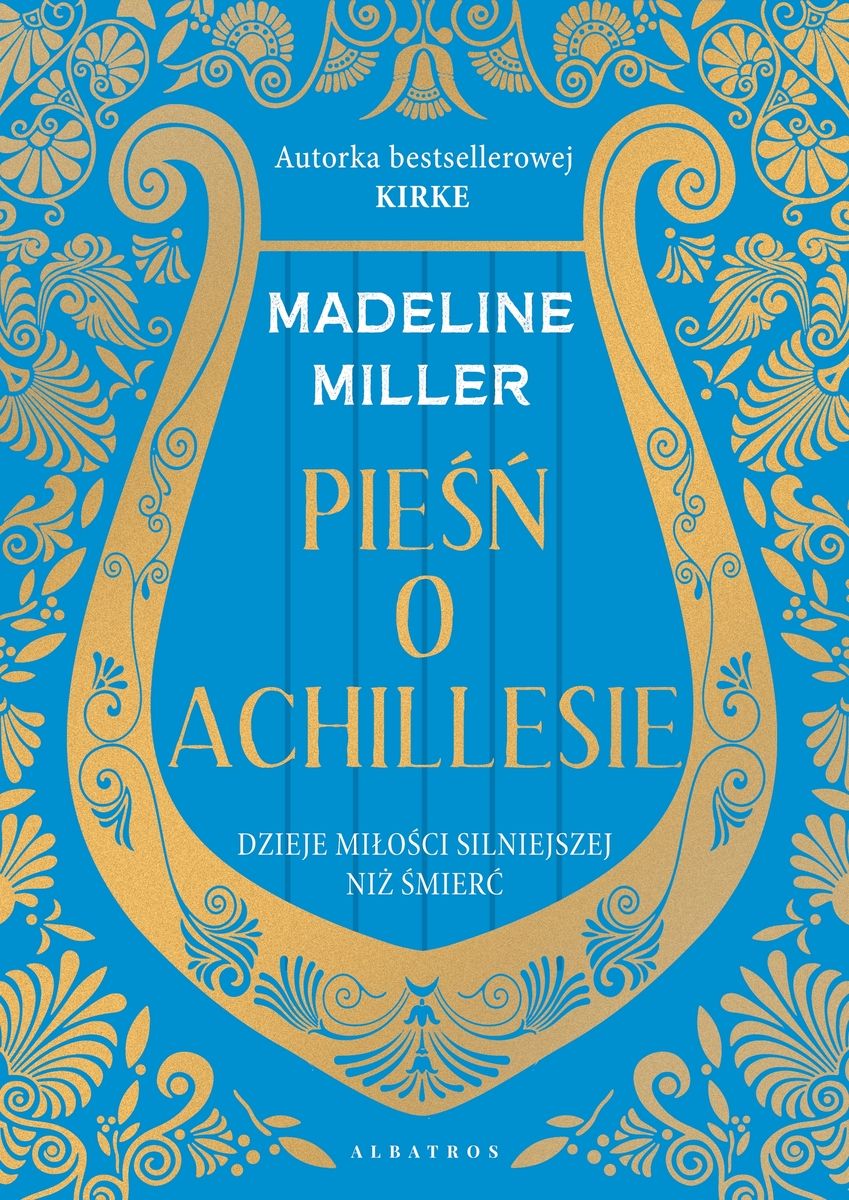 Autorka bestsellerowej
KIRKE
MADELINE
MILLER
PIEŚŃ
O
ACHILLESIE
DZIEJE MIŁOŚCI SILNIEJSZEJ
NIŻ ŚMIERĆ
ALBATROS